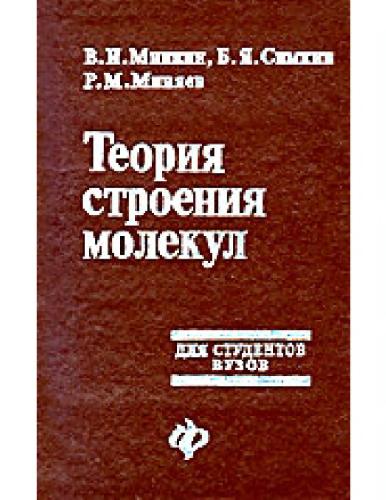 В.И.Минкин, Б.Я.Симкин
Р.М.Миняев
Теория
строения
молекул
ДЛЯ СТУДЕНТОВ
ВУЗОВ